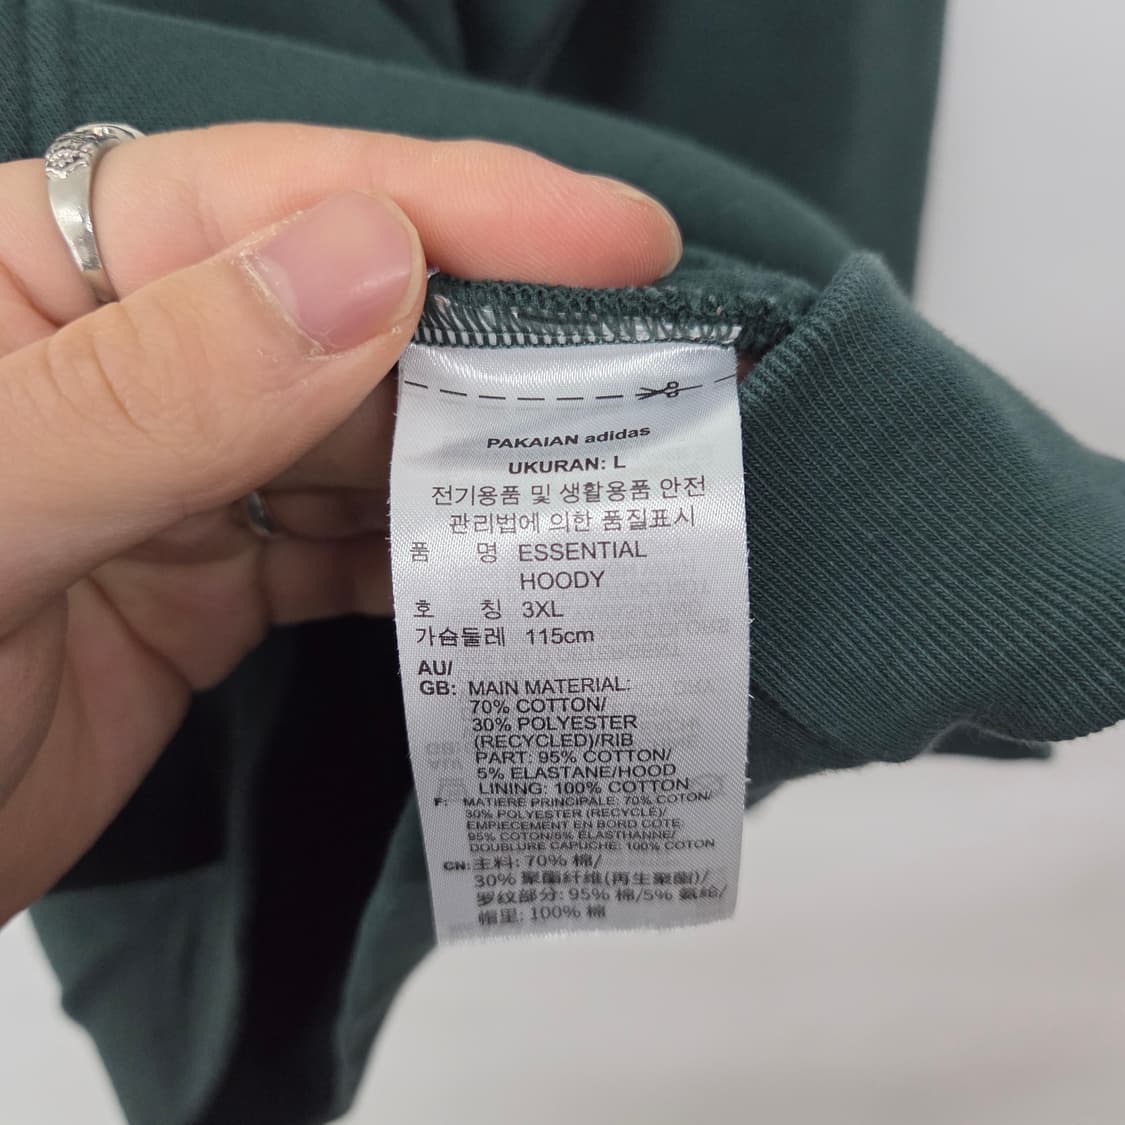 PAKAIAN adidas
UKURAN: L
전기용품 및 생활용품 안전
관리법에 의한 품질표시
품 명 ESSENTIAL
HOODY
호 칭 3XL
가슴둘레 115cm
AU/
GB: MAIN MATERIAL:
70% COTTON/
30% POLYESTER
(RECYCLED)/RIB
PART: 95% COTTON/
5% ELASTANE/HOOD
LINING: 100% COTTON
F: MATIERE PRINCIPALE: 70% COTON/
30% POLYESTER (RECYCLE)/
EMPIECEMENT EN BORD COTE:
95% COTON/5% ELASTHANNE/
DOUBLURE CAPUCHE: 100% COTON
CN: 主料: 70% 棉/
30% 聚酯纤维(再生聚酯)/
罗纹部分: 95% 棉/5% 氨纶/
帽里: 100% 棉